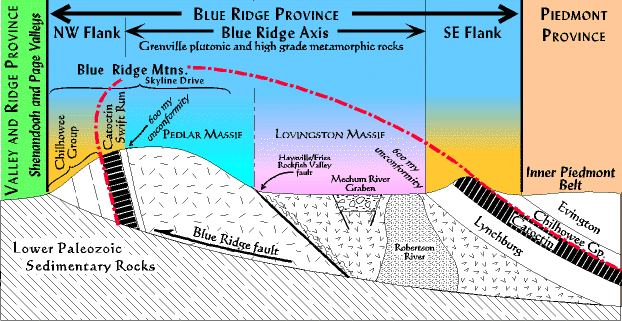 VALLEY AND RIDGE PROVINCE
Shenandoah and Page Valleys
BLUE RIDGE PROVINCE
NW Flank
Blue Ridge Axis
SE Flank
Grenville plutonic and high grade metamorphic rocks
PIEDMONT
PROVINCE
Blue Ridge Mtns.
Skyline Drive
Chilhowee
Group
Catoctin
Swift Run
600 my
unconformity
PEDLAR MASSIF
LOVINGSTON MASSIF
Haysville/Fries
Rockfish Valley
fault
Mechum River
Graben
600 my
unconformity
Inner Piedmont
Belt
Evington
Chilhowee Gp.
Catoctin
Lynchburg
Robertson
River
Blue Ridge fault
Lower Paleozoic
Sedimentary Rocks